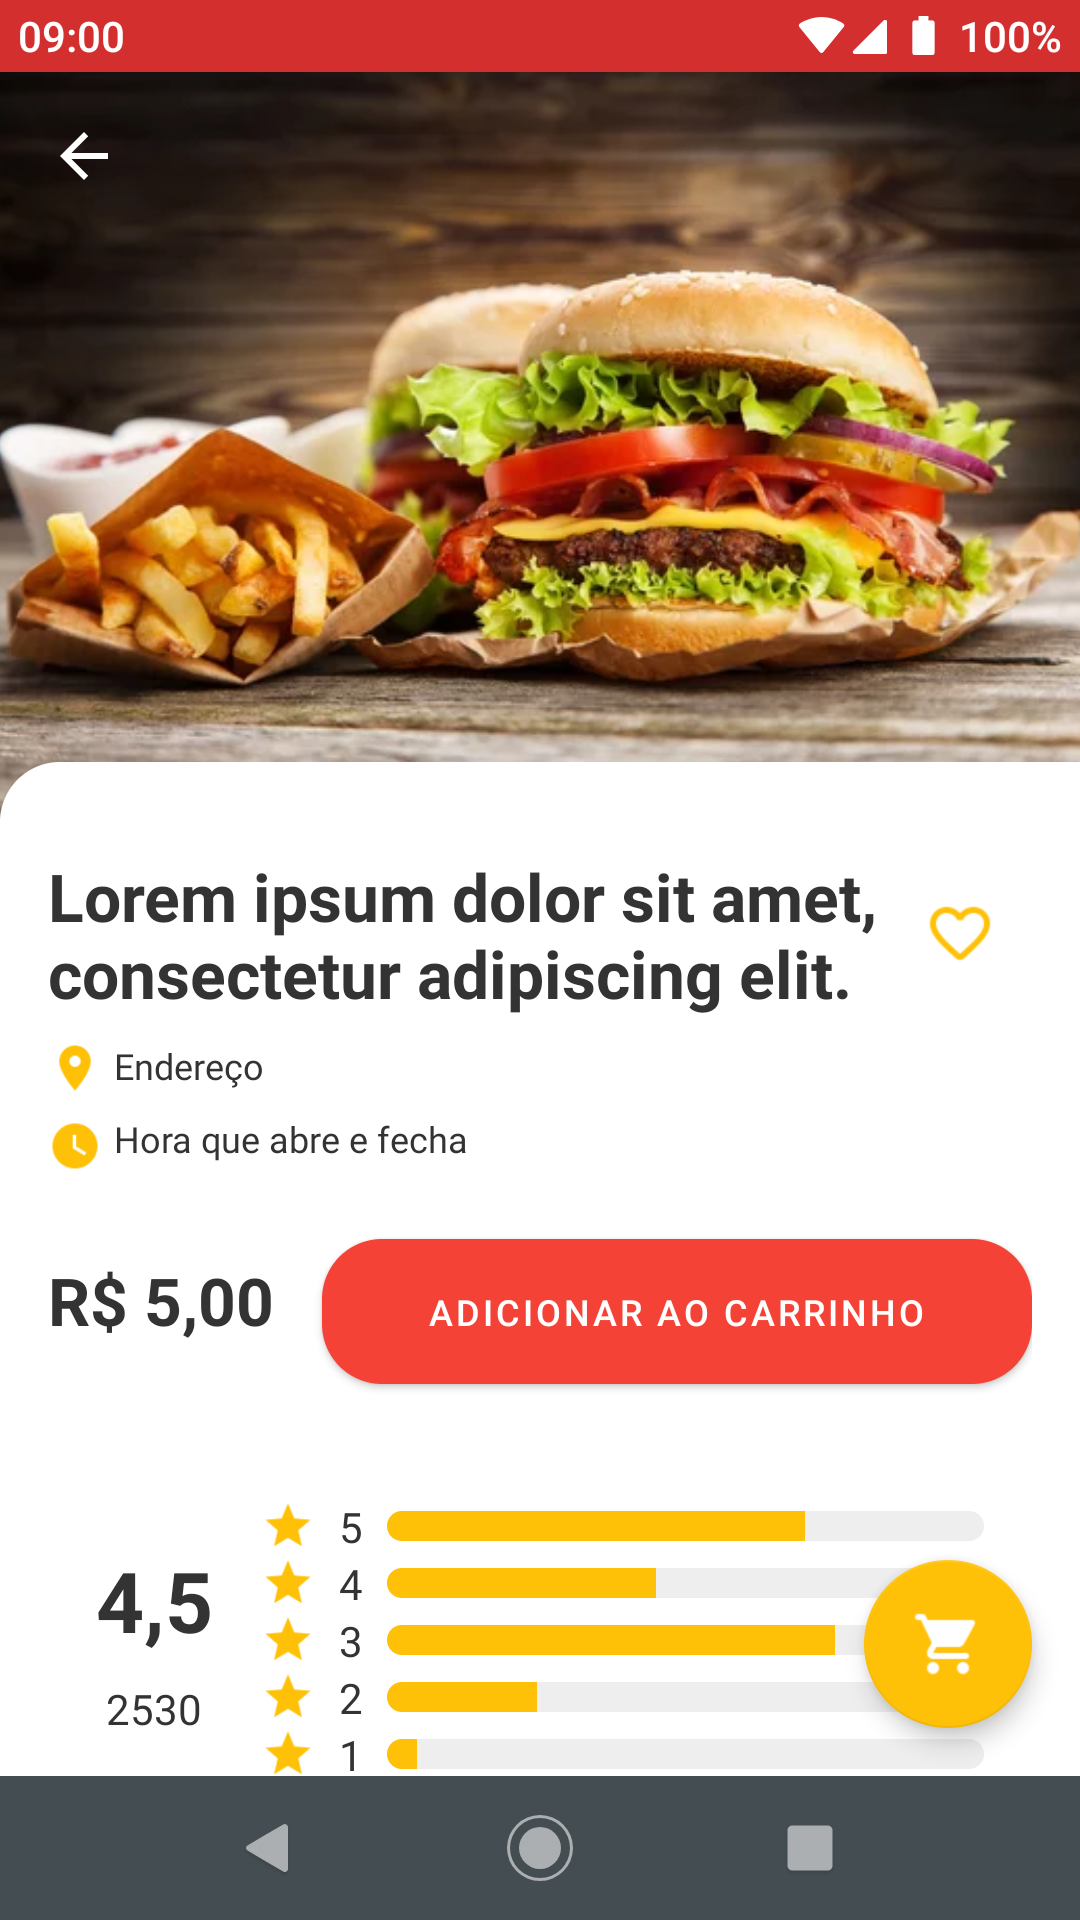 09:00 100%
Lorem ipsum dolor sit amet,
consectetur adipiscing elit.
Endereço
Hora que abre e fecha
R$ 5,00 ADICIONAR AO CARRINHO
5
4
4,5
3
2
2530
1